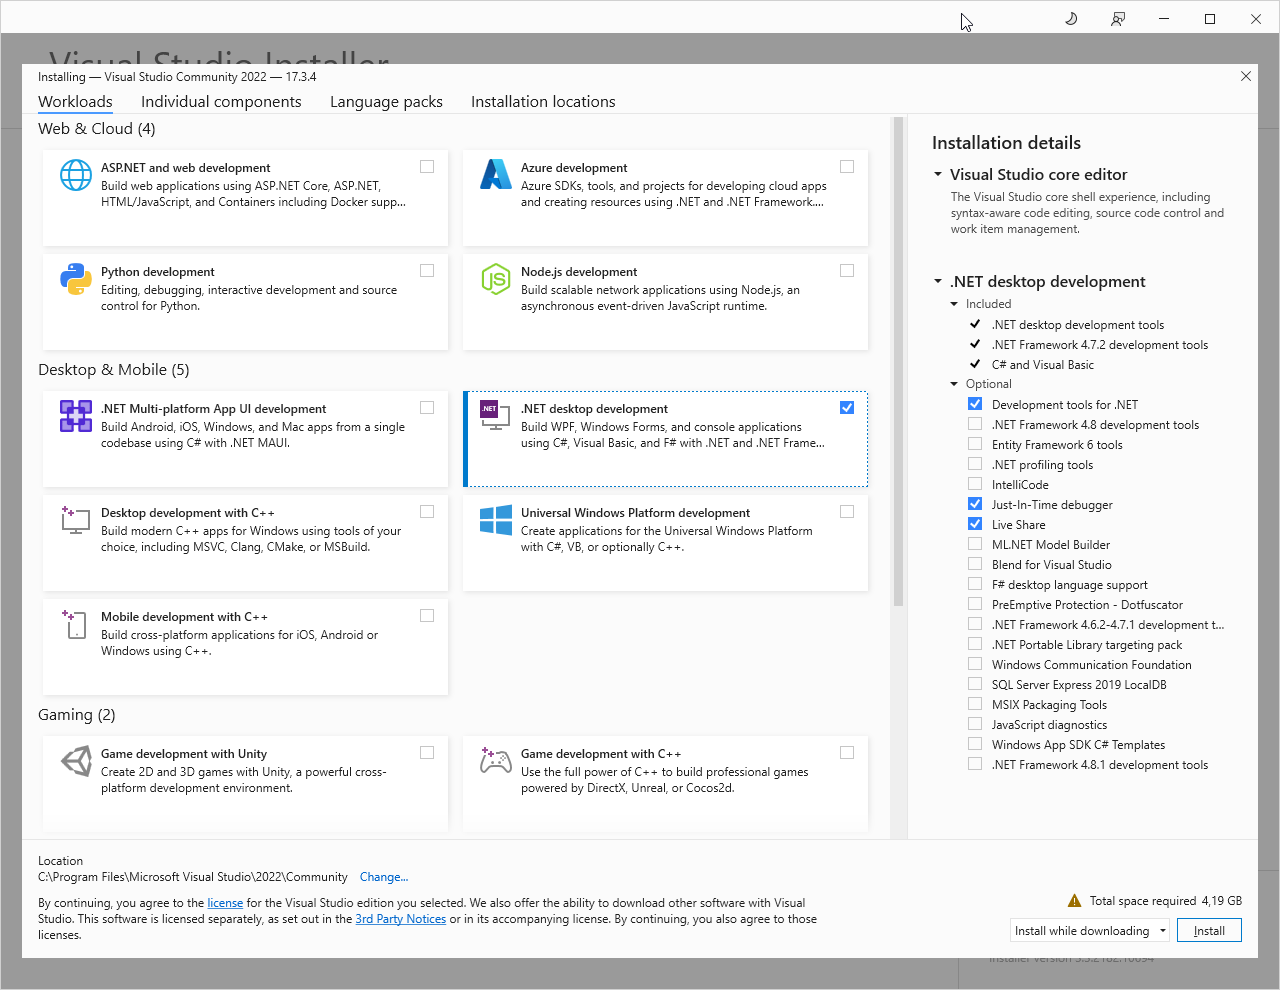 Visual Studio Installer
Installing — Visual Studio Community 2022 — 17.3.4
Workloads
Individual components
Language packs
Installation locations
Web & Cloud (4)
ASP.NET and web development
Build web applications using ASP.NET Core, ASP.NET,
HTML/JavaScript, and Containers including Docker supp...
Azure development
Azure SDKs, tools, and projects for developing cloud apps
and creating resources using .NET and .NET Framework....
Python development
Editing, debugging, interactive development and source
control for Python.
JS
Node.js development
Build scalable network applications using Node.js, an
asynchronous event-driven JavaScript runtime.
Desktop & Mobile (5)
.NET Multi-platform App UI development
Build Android, iOS, Windows, and Mac apps from a single
codebase using C# with .NET MAUI.
.NET
.NET desktop development
Build WPF, Windows Forms, and console applications
using C#, Visual Basic, and F# with .NET and .NET Frame...
Desktop development with C++
Build modern C++ apps for Windows using tools of your
choice, including MSVC, Clang, CMake, or MSBuild.
Universal Windows Platform development
Create applications for the Universal Windows Platform
with C#, VB, or optionally C++.
Mobile development with C++
Build cross-platform applications for iOS, Android or
Windows using C++.
Gaming (2)
Game development with Unity
Create 2D and 3D games with Unity, a powerful cross-
platform development environment.
Game development with C++
Use the full power of C++ to build professional games
powered by DirectX, Unreal, or Cocos2d.
Installation details
Visual Studio core editor
The Visual Studio core shell experience, including
syntax-aware code editing, source code control and
work item management.
.NET desktop development
Included
.NET desktop development tools
.NET Framework 4.7.2 development tools
C# and Visual Basic
Optional
Development tools for .NET
.NET Framework 4.8 development tools
Entity Framework 6 tools
.NET profiling tools
IntelliCode
Just-In-Time debugger
Live Share
ML.NET Model Builder
Blend for Visual Studio
F# desktop language support
PreEmptive Protection - Dotfuscator
.NET Framework 4.6.2-4.7.1 development t...
.NET Portable Library targeting pack
Windows Communication Foundation
SQL Server Express 2019 LocalDB
MSIX Packaging Tools
JavaScript diagnostics
Windows App SDK C# Templates
.NET Framework 4.8.1 development tools
Location
C:\Program Files\Microsoft Visual Studio\2022\Community Change...
By continuing, you agree to the license for the Visual Studio edition you selected. We also offer the ability to download other software with Visual
Studio. This software is licensed separately, as set out in the 3rd Party Notices or in its accompanying license. By continuing, you also agree to those
licenses.
Total space required 4,19 GB
Install while downloading
Install